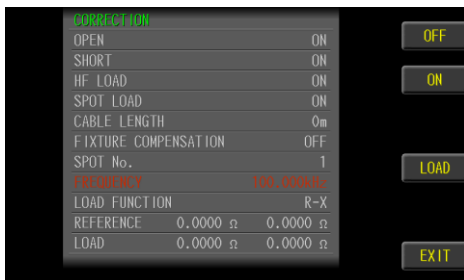 CORRECTION
OPEN ON
SHORT ON
HF LOAD ON
SPOT LOAD ON
CABLE LENGTH 0m
FIXTURE COMPENSATION OFF
SPOT No. 1
FREQUENCY 100.000kHz
LOAD FUNCTION R-X
REFERENCE 0.0000 Ω 0.0000 Ω
LOAD 0.0000 Ω 0.0000 Ω
OFF
ON
LOAD
EXIT